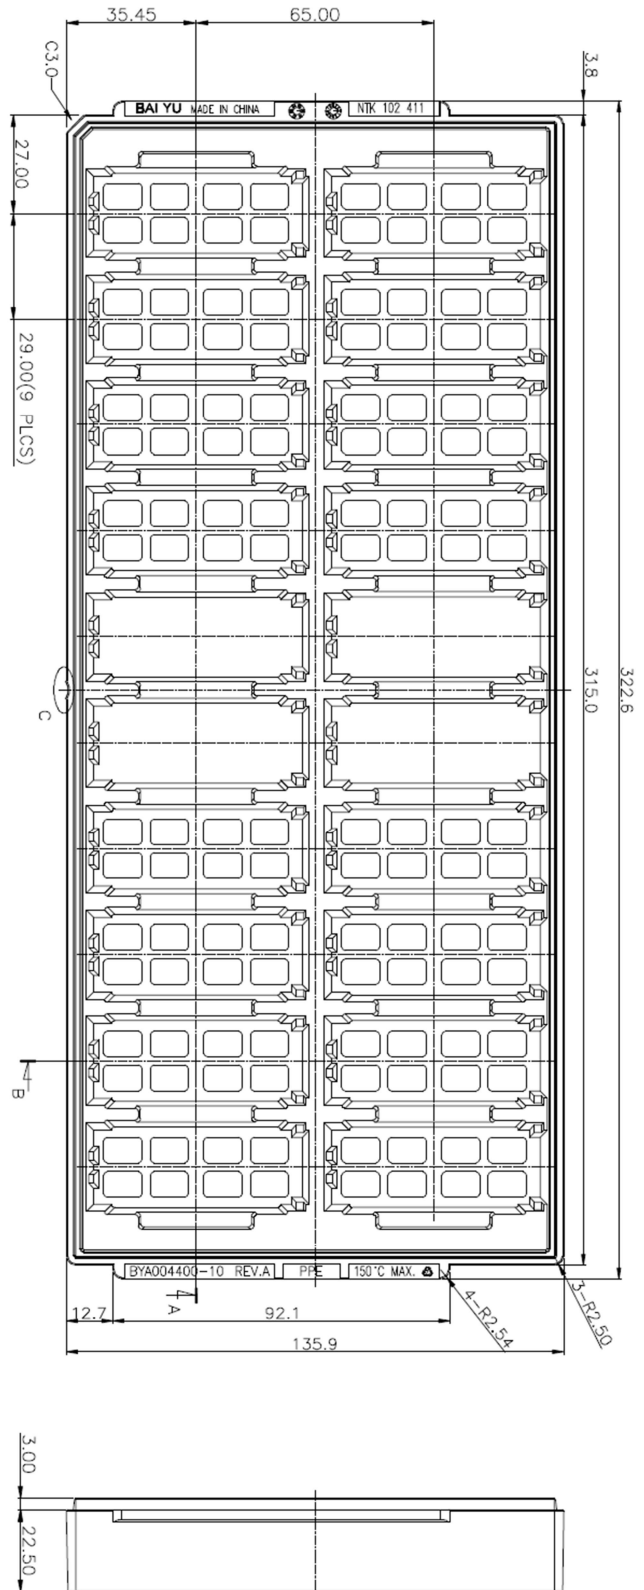 35.45
65.00
3.8
C3.0
BAI YU MADE IN CHINA
NTK 102 411
27.00
29.00(9 PLCS)
315.0
322.6
C
B
BYA004400-10 REV.A
PPE
150°C MAX.
A
12.7
92.1
4-R2.54
3-R2.50
135.9
3.00
22.50